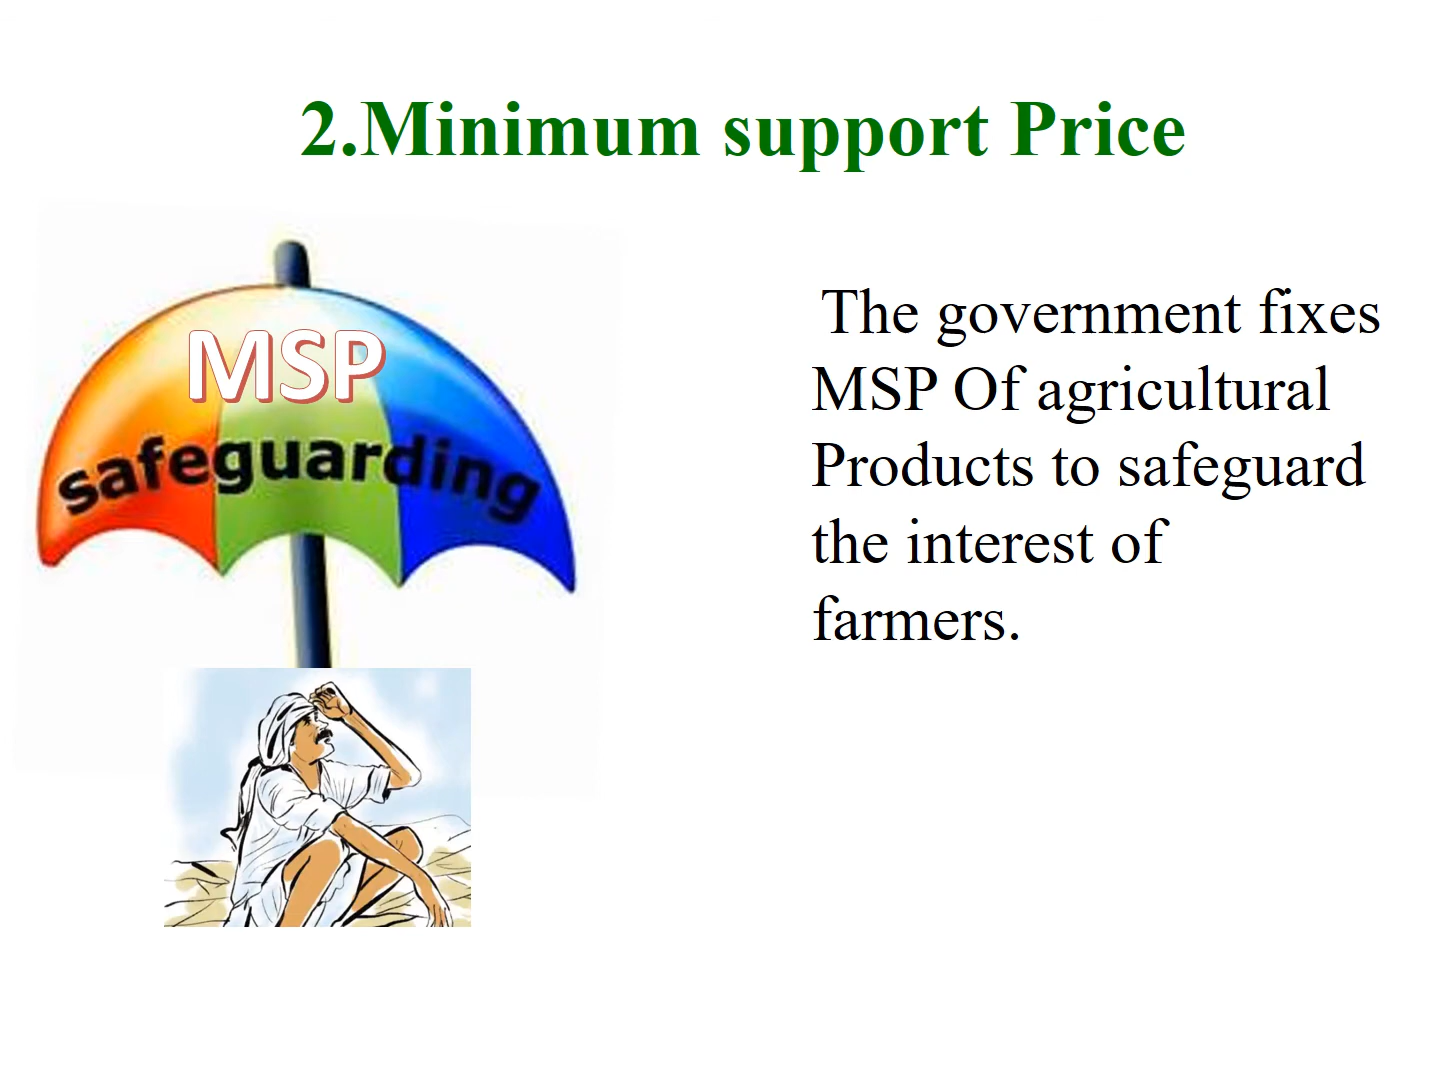 2.Minimum support Price
MSP
safeguarding
The government fixes
MSP Of agricultural
Products to safeguard
the interest of
farmers.